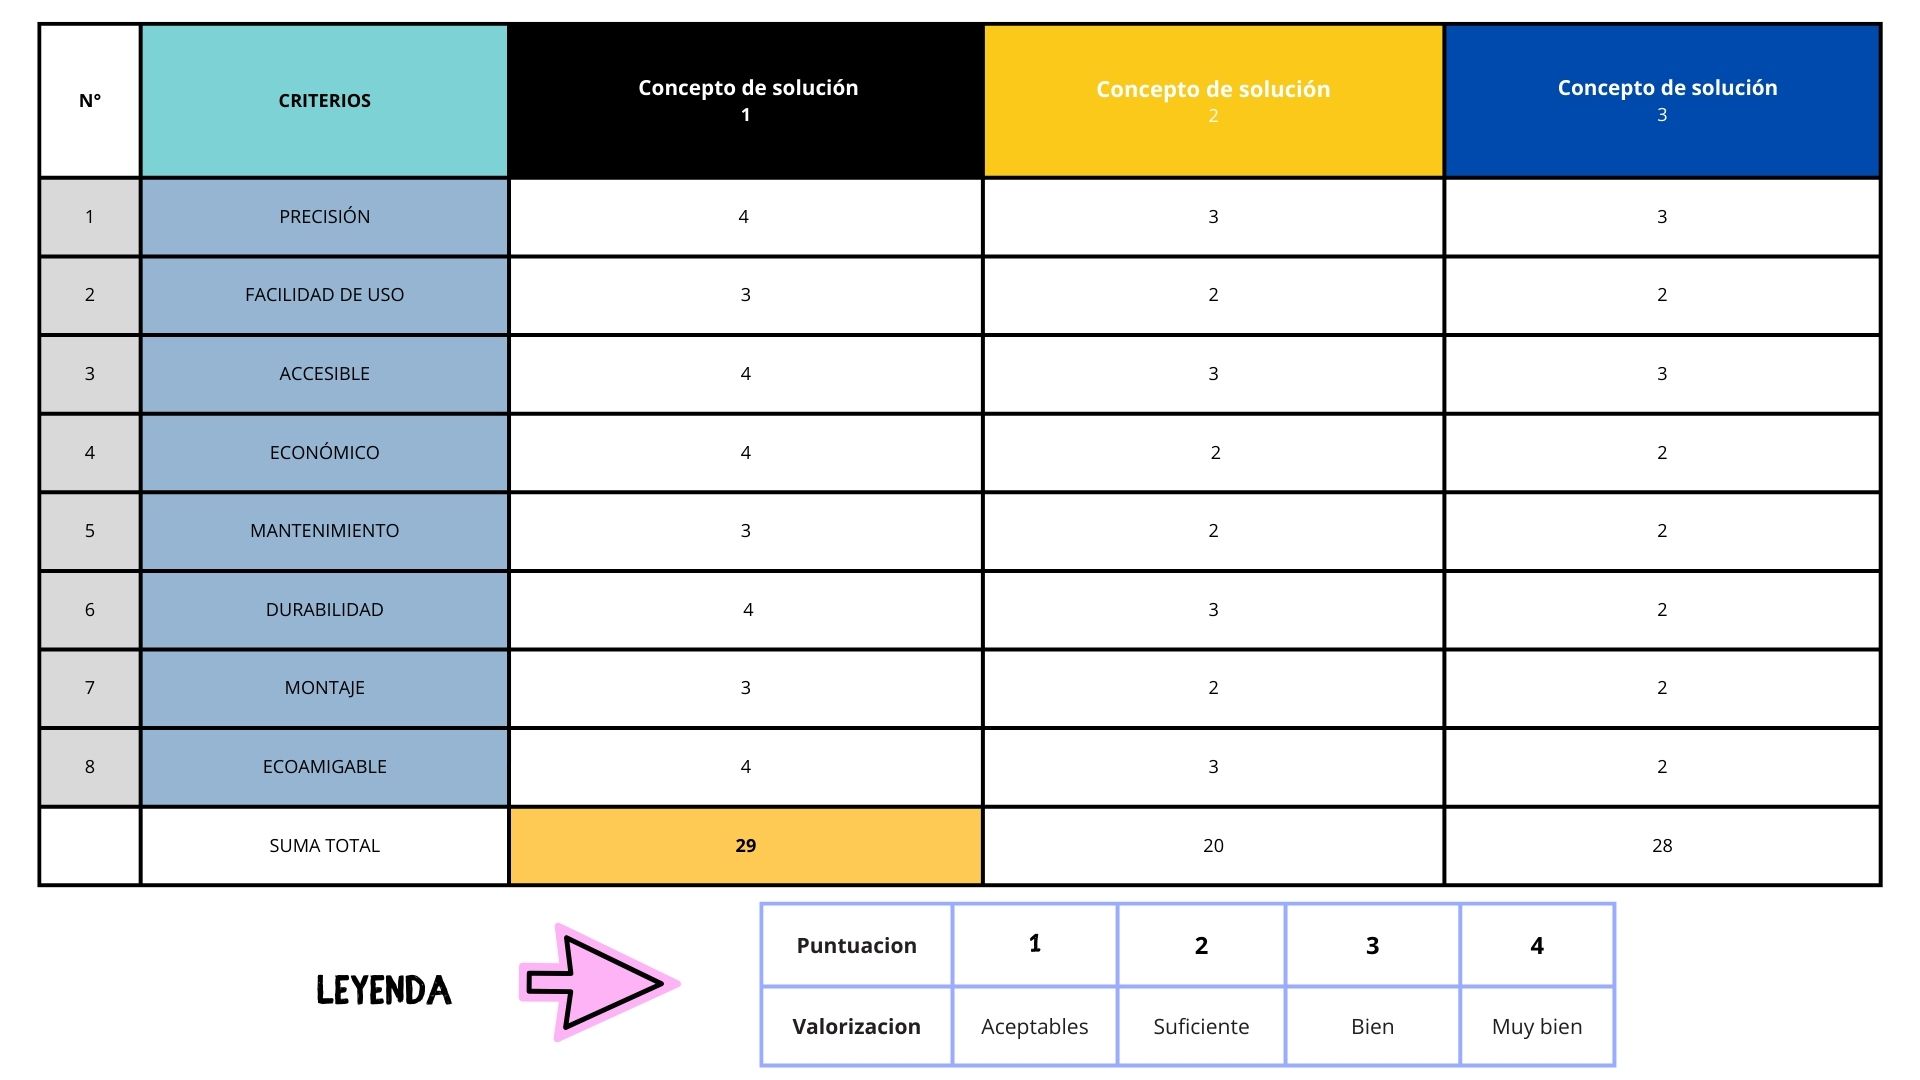 N° CRITERIOS Concepto de solución 1 Concepto de solución 2 Concepto de solución 3
1 PRECISIÓN 4 3 3
2 FACILIDAD DE USO 3 2 2
3 ACCESIBLE 4 3 3
4 ECONÓMICO 4 2 2
5 MANTENIMIENTO 3 2 2
6 DURABILIDAD 4 3 2
7 MONTAJE 3 2 2
8 ECOAMIGABLE 4 3 2
SUMA TOTAL 29 20 28
LEYENDA
Puntuacion 1 2 3 4
Valorizacion Aceptables Suficiente Bien Muy bien